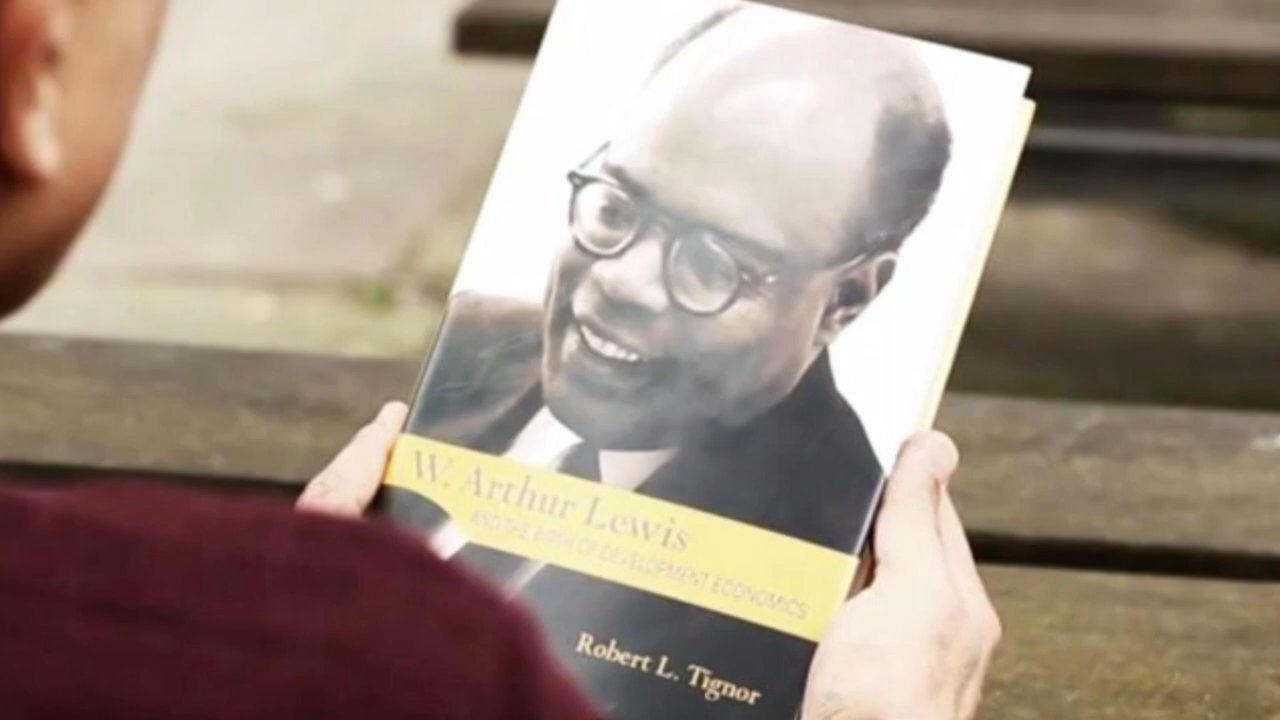 W. Arthur Lewis
AND THE BIRTH OF DEVELOPMENT ECONOMICS
Robert L. Tignor